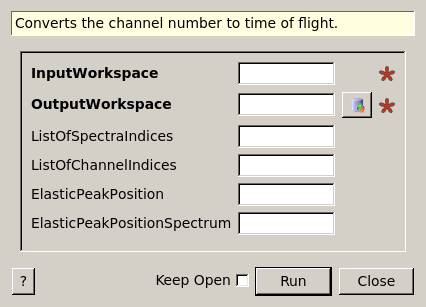 Converts the channel number to time of flight.
InputWorkspace
OutputWorkspace
ListOfSpectraIndices
ListOfChannelIndices
ElasticPeakPosition
ElasticPeakPositionSpectrum
? Keep Open Run Close